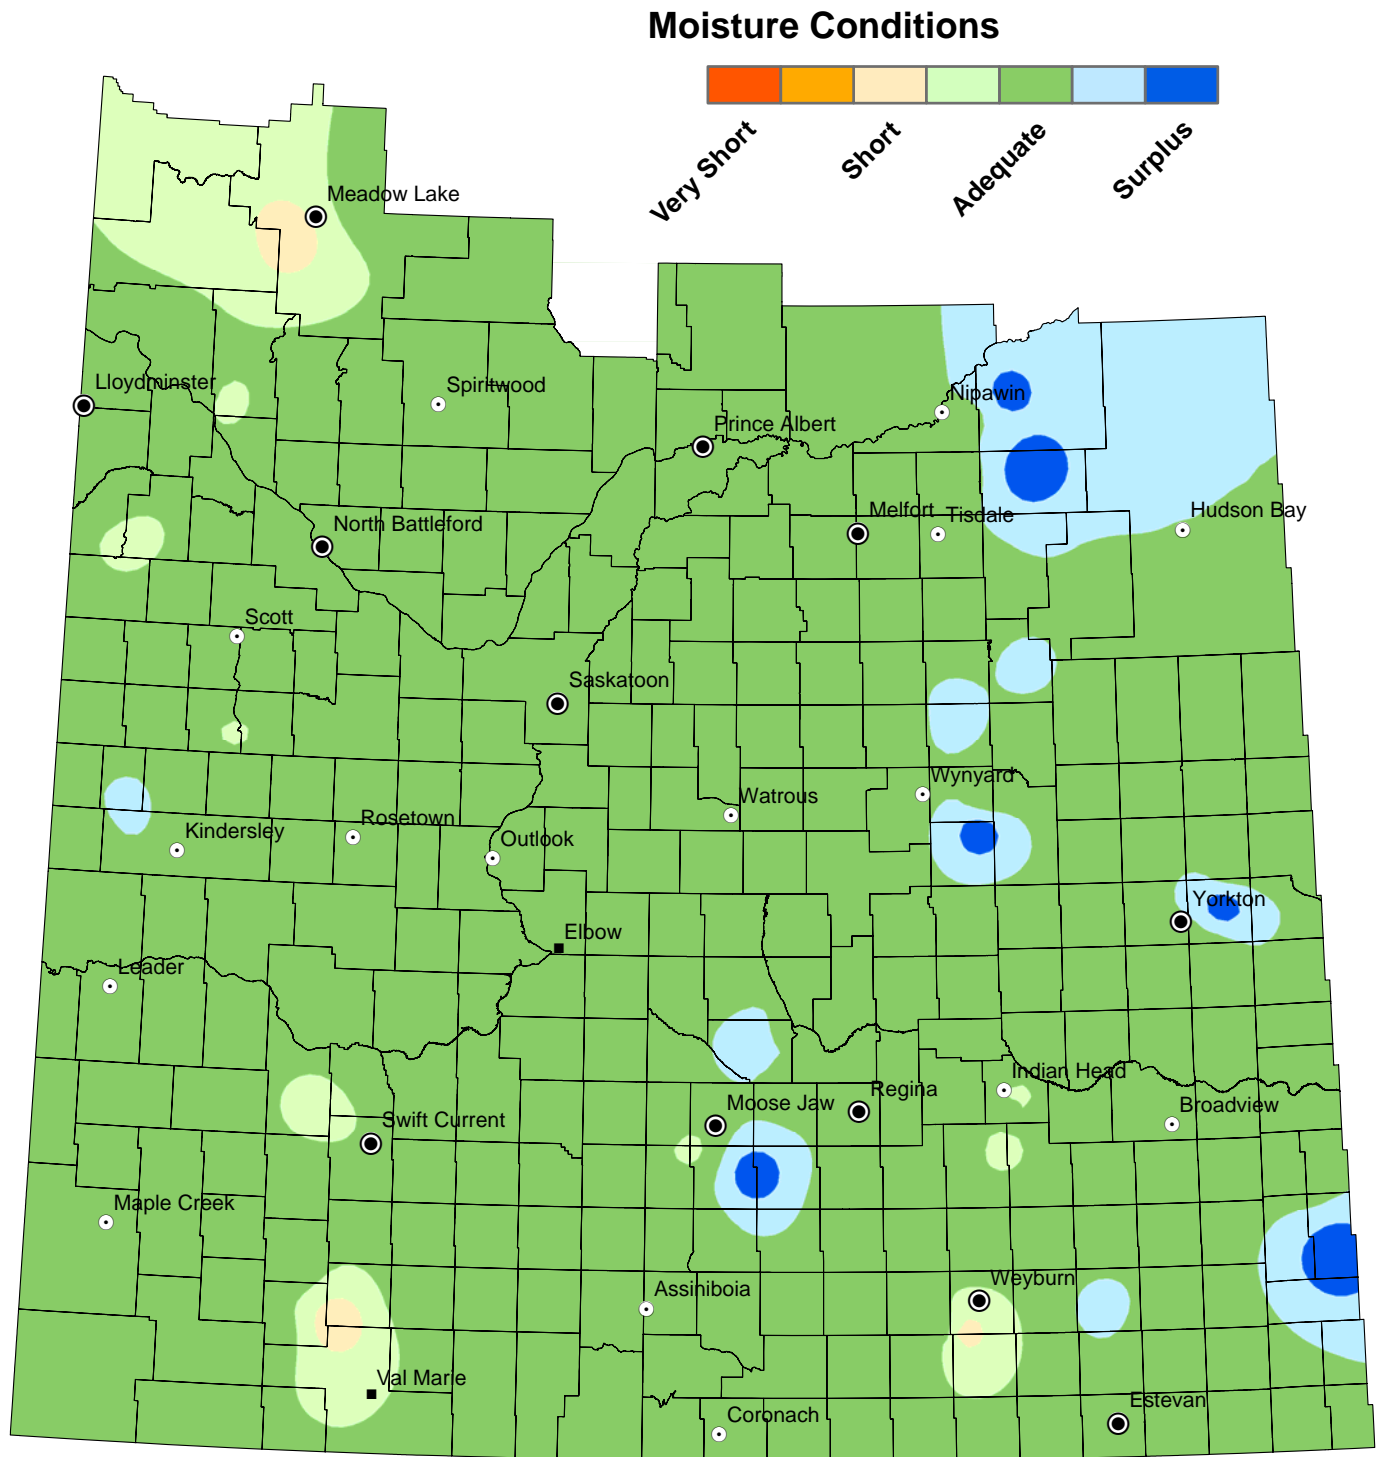 Moisture Conditions
Very Short
Short
Adequate
Surplus
Meadow Lake
Lloydminster
Spiritwood
Nipawin
Prince Albert
North Battleford
Melfort
Tisdale
Hudson Bay
Scott
Saskatoon
Wynyard
Watrous
Kindersley
Rosetown
Outlook
Yorkton
Elbow
Leader
Indian Head
Moose Jaw
Regina
Swift Current
Broadview
Maple Creek
Assiniboia
Weyburn
Val Marie
Coronach
Estevan